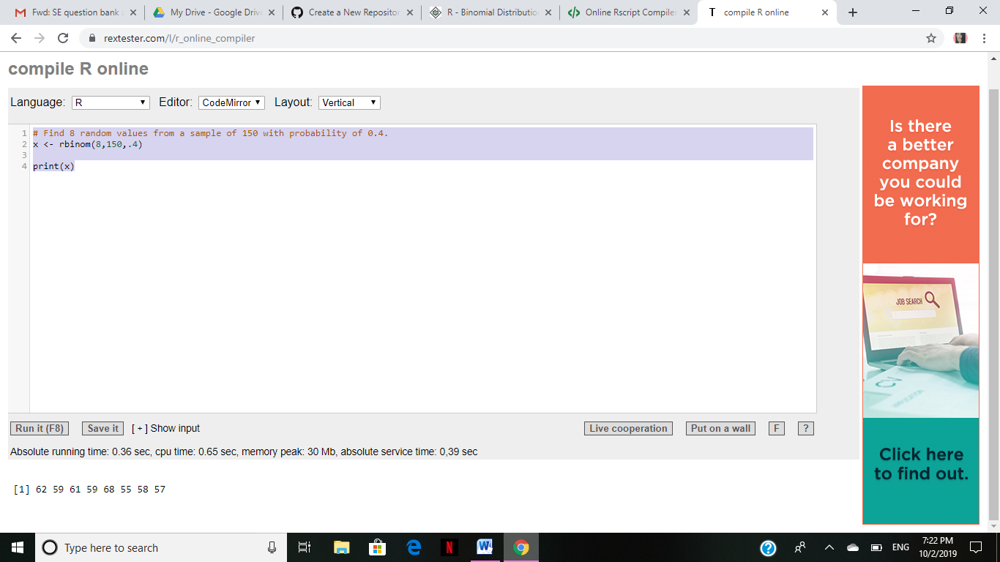 Fwd: SE question bank
My Drive - Google Drive
Create a New Repositor
R - Binomial Distributio
Online Rscript Compiler
T compile R online
rextester.com/l/r_online_compiler
compile R online
Language: R Editor: CodeMirror Layout: Vertical
1 # Find 8 random values from a sample of 150 with probability of 0.4.
2 x <- rbinom(8,150,.4)
3
4 print(x)
Run it (F8) Save it [ + ] Show input Live cooperation Put on a wall F ?
Absolute running time: 0.36 sec, cpu time: 0.65 sec, memory peak: 30 Mb, absolute service time: 0,39 sec
[1] 62 59 61 59 68 55 58 57
Is there
a better
company
you could
be working
for?
JOB SEARCH
Click here
to find out.
Type here to search
ENG
7:22 PM
10/2/2019